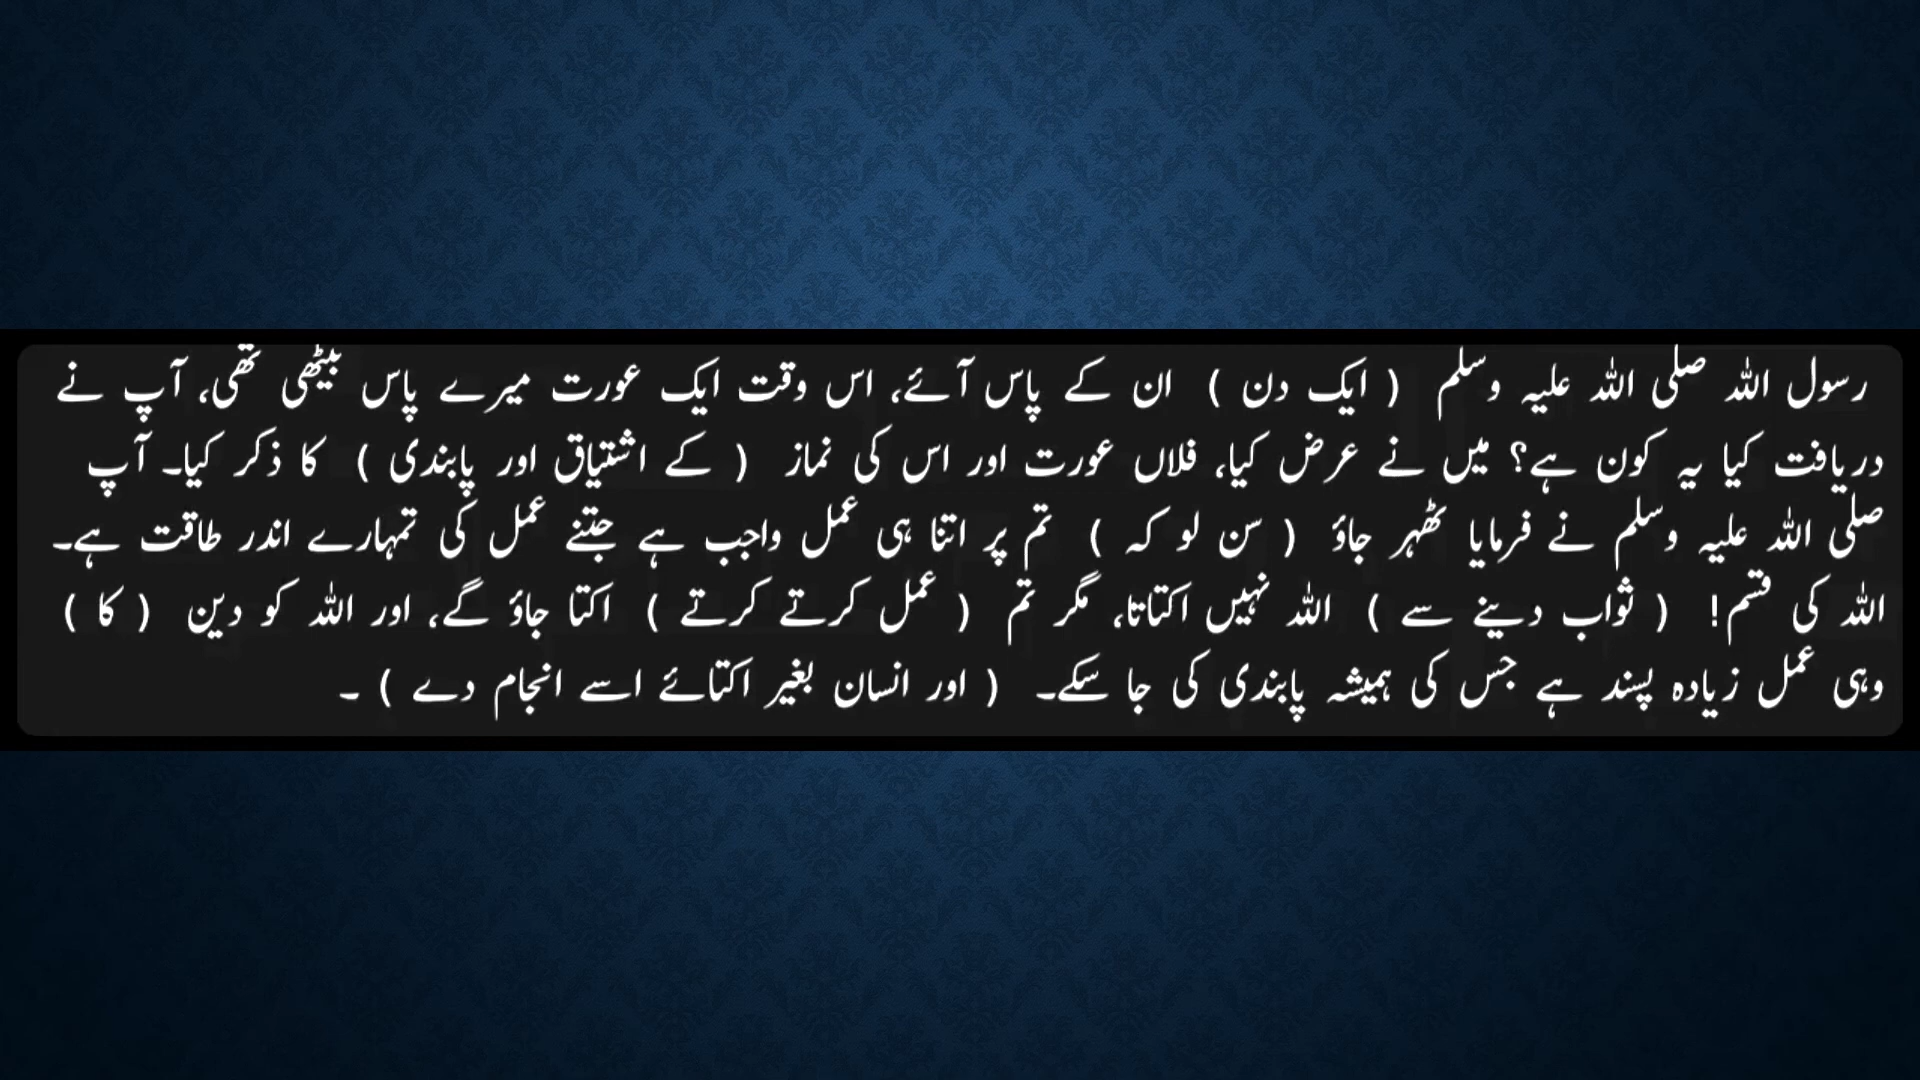 رسول اللہ صلی اللہ علیہ وسلم ( ایک دن ) ان کے پاس آئے، اس وقت ایک عورت میرے پاس بیٹھی تھی، آپ نے
دریافت کیا یہ کون ہے؟ میں نے عرض کیا، فلاں عورت اور اس کی نماز ( کے اشتیاق اور پابندی ) کا ذکر کیا۔ آپ
صلی اللہ علیہ وسلم نے فرمایا ٹھہر جاؤ ( سن لو کہ ) تم پر اتنا ہی عمل واجب ہے جتنے عمل کی تمہارے اندر طاقت ہے۔
اللہ کی قسم! ( ثواب دینے سے ) اللہ نہیں اکتاتا، مگر تم ( عمل کرتے کرتے ) اکتا جاؤ گے، اور اللہ کو دین ( کا )
وہی عمل زیادہ پسند ہے جس کی ہمیشہ پابندی کی جا سکے۔ ( اور انسان بغیر اکتائے اسے انجام دے ) ۔